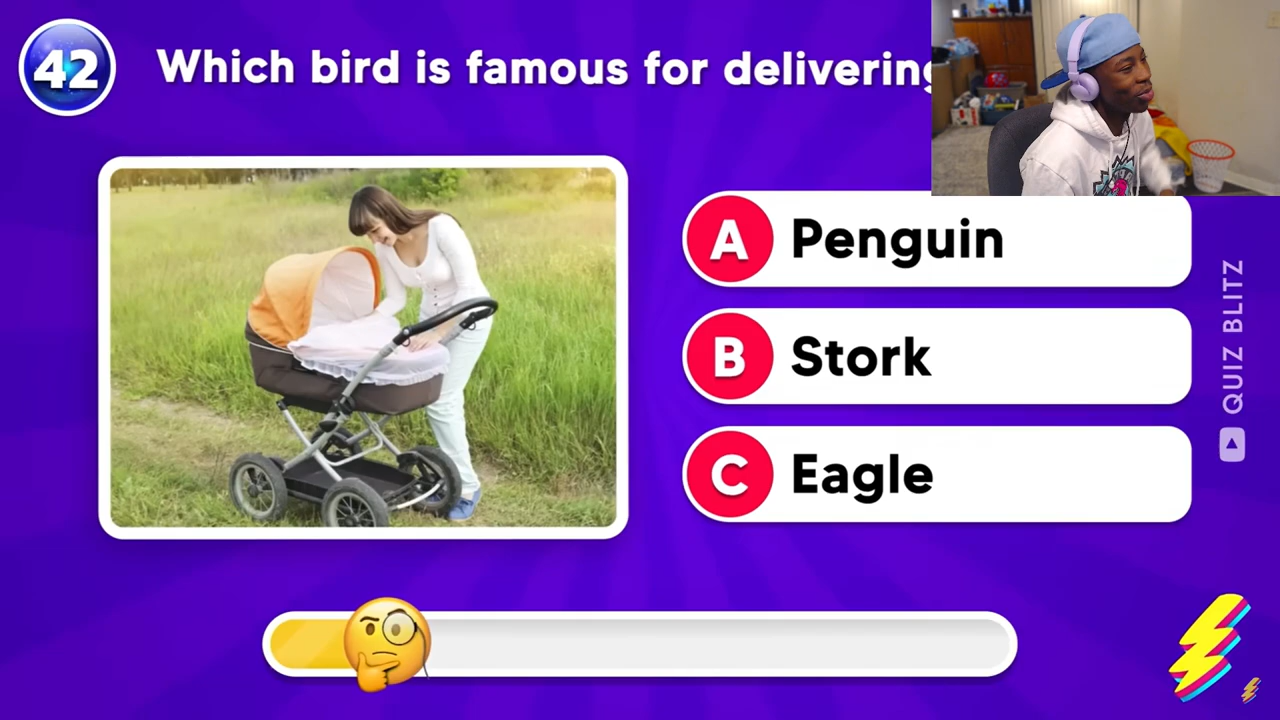 42
Which bird is famous for delivering
A Penguin
B Stork
C Eagle
QUIZ BLITZ